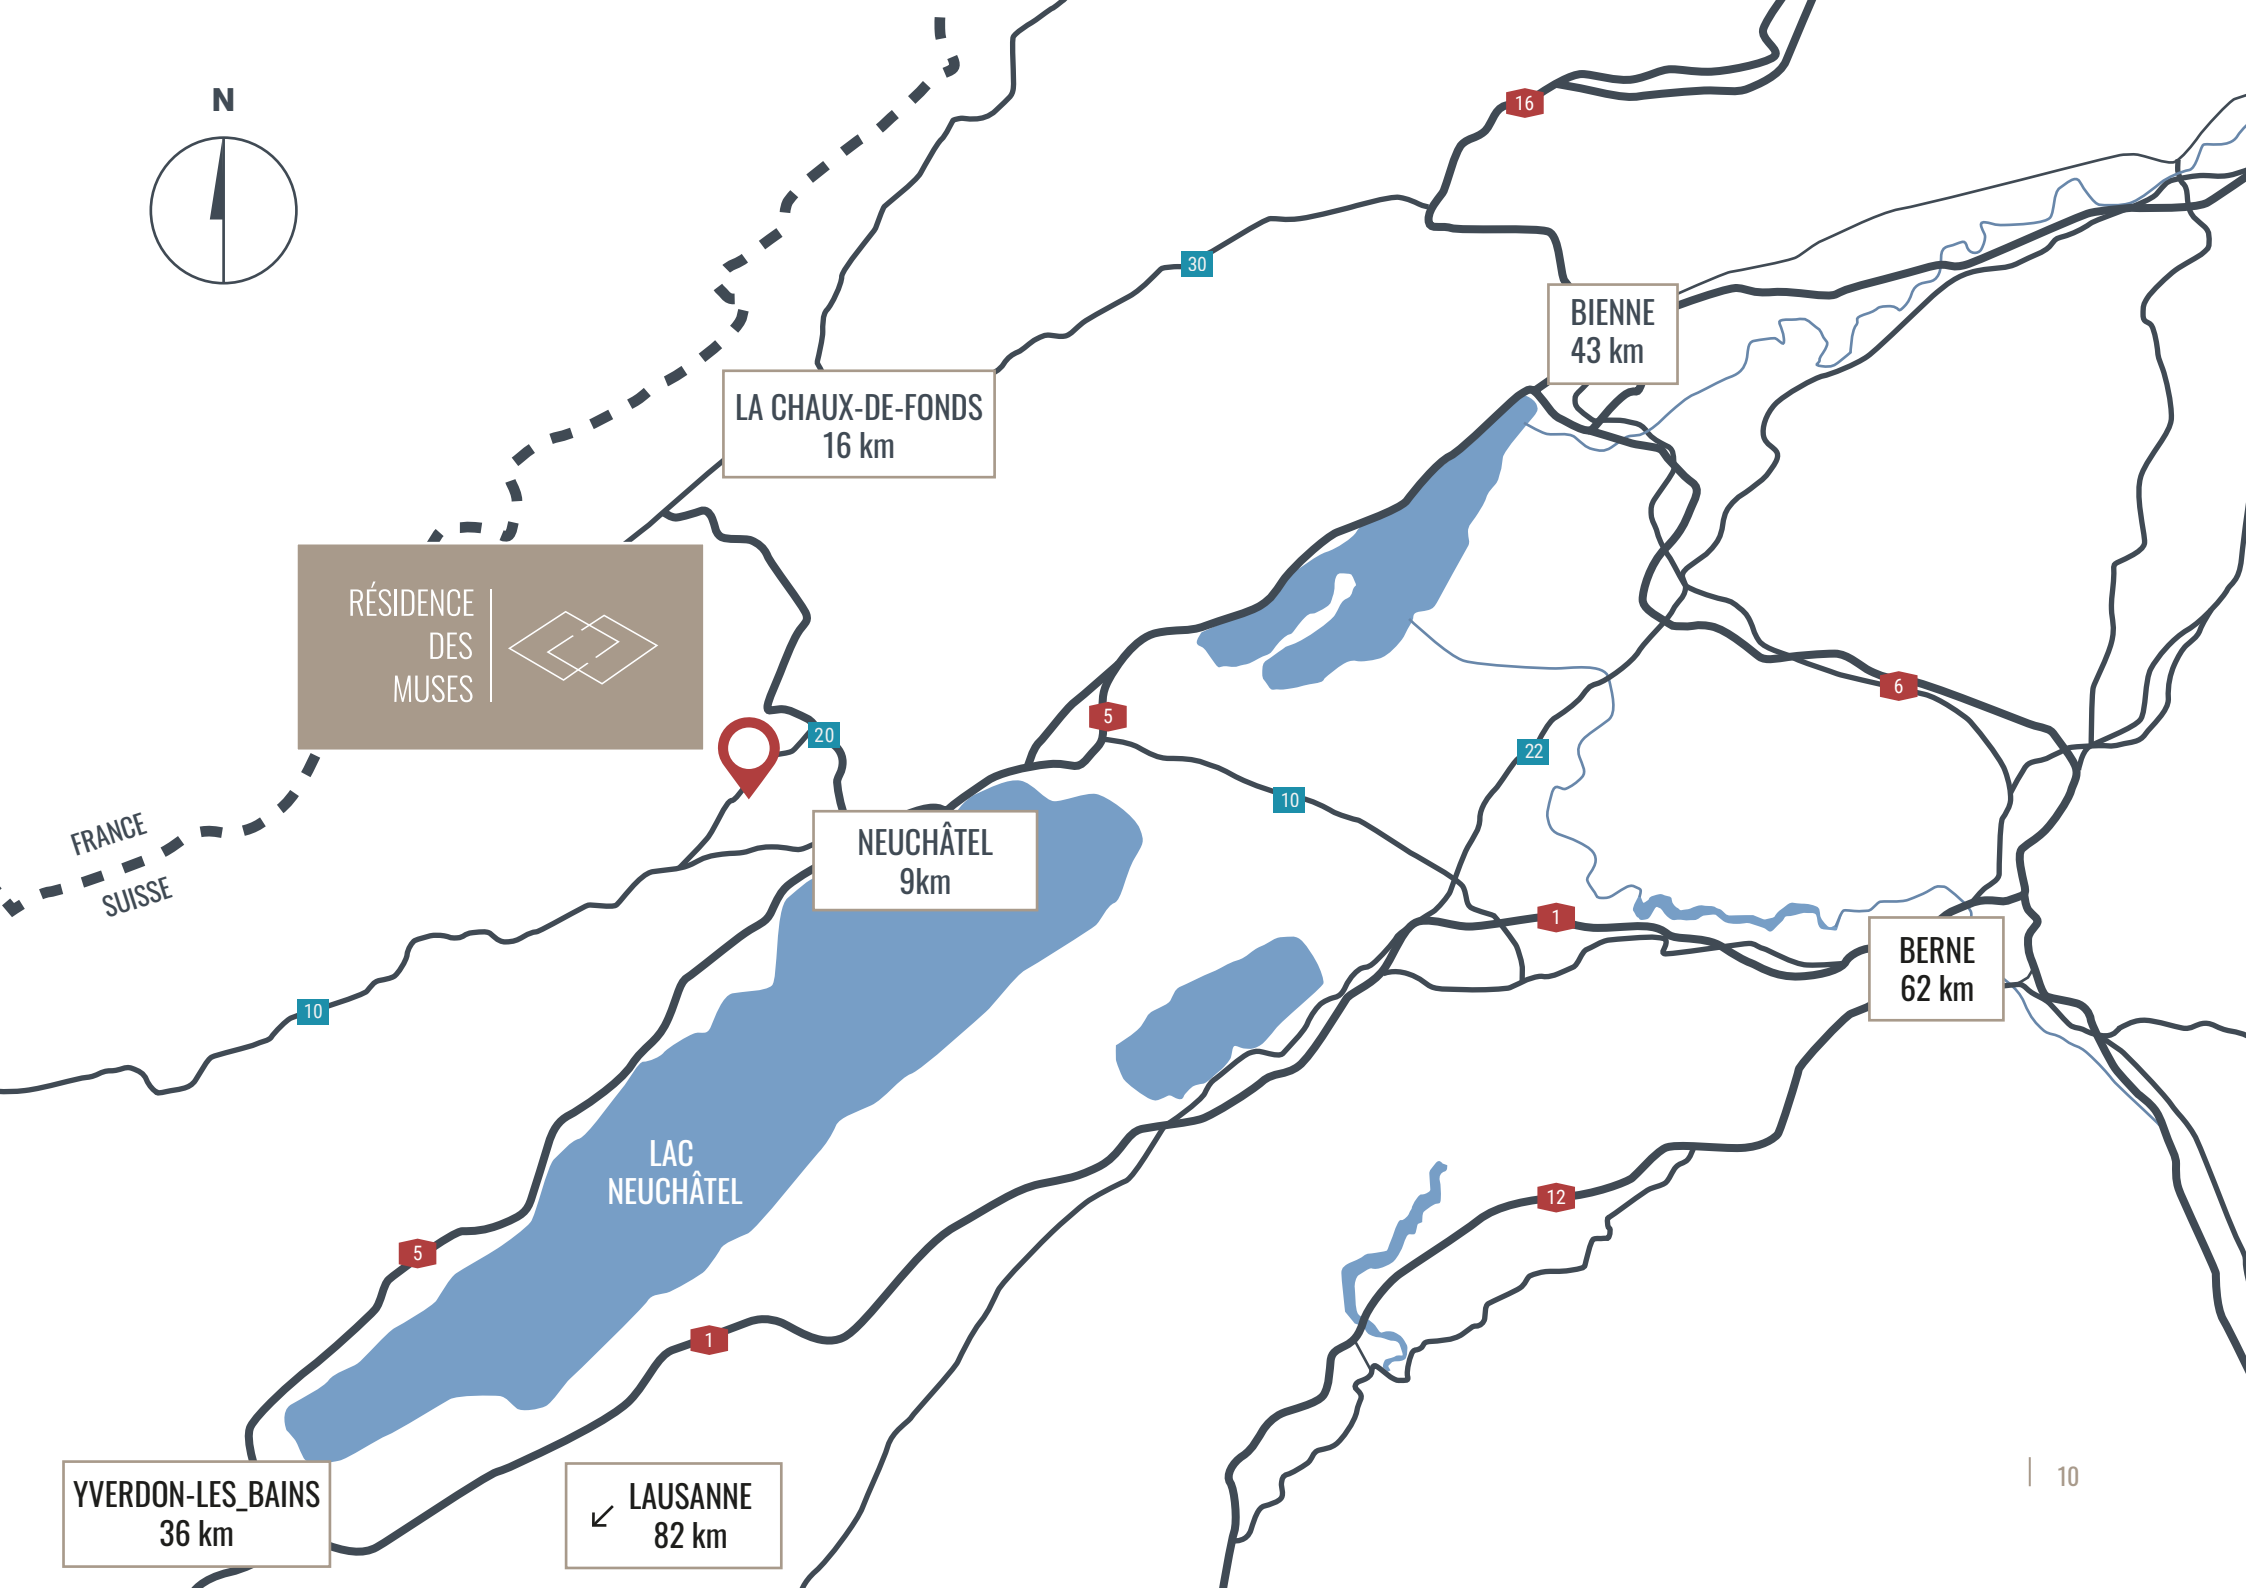 N
16
30
BIENNE
43 km
LA CHAUX-DE-FONDS
16 km
RÉSIDENCE
DES
MUSES
6
5
20
22
10
FRANCE
SUISSE
NEUCHÂTEL
9km
1
BERNE
62 km
10
LAC
NEUCHÂTEL
12
5
1
YVERDON-LES_BAINS
36 km
LAUSANNE
82 km
10